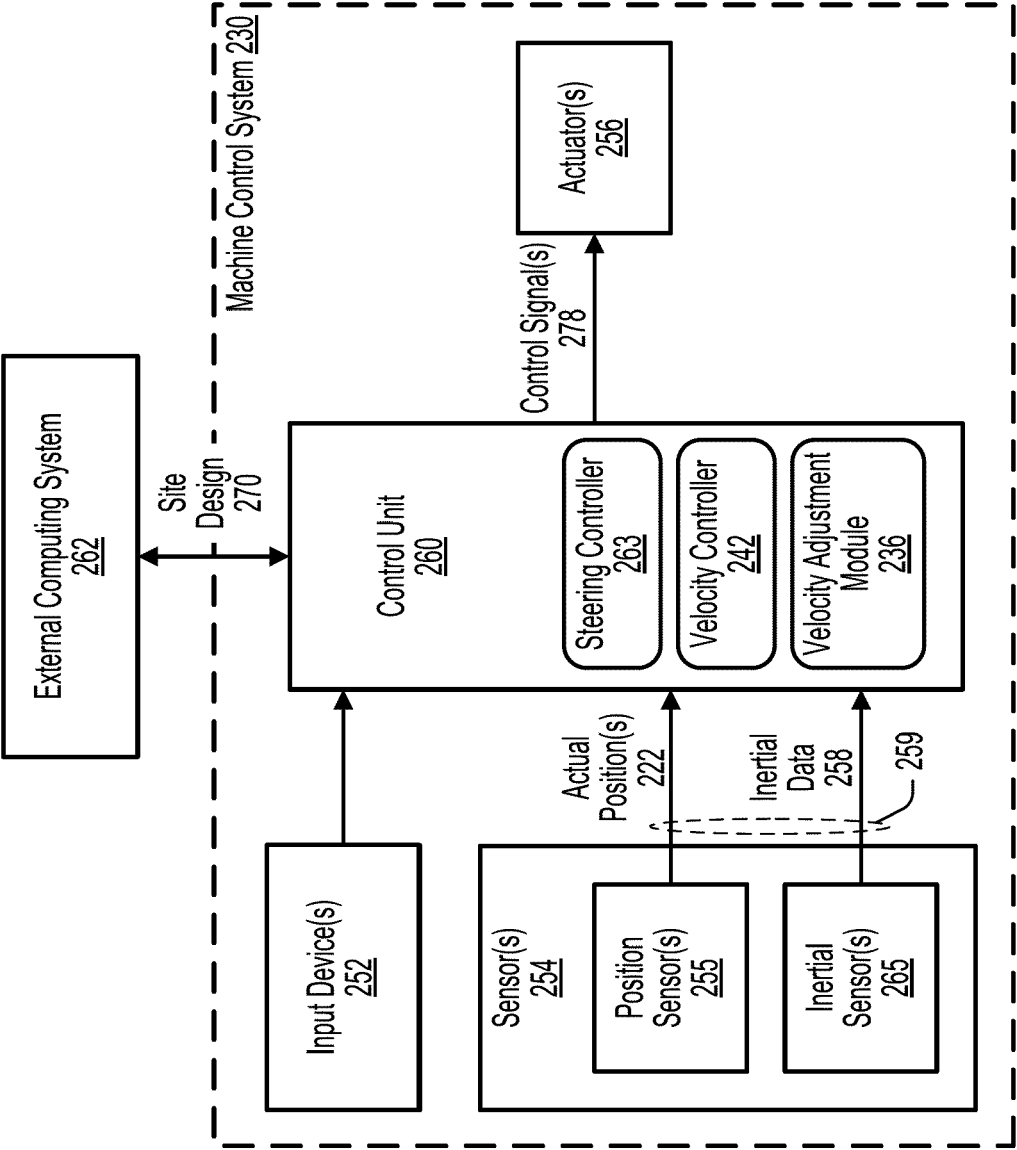 External Computing System
262
Site
Design
270
Machine Control System 230
Input Device(s)
252
Control Unit
260
Control Signal(s)
278
Actuator(s)
256
Sensor(s)
254
Position
Sensor(s)
255
Actual
Position(s)
222
Steering Controller
263
Velocity Controller
242
Inertial
Sensor(s)
265
Inertial
Data
258
259
Velocity Adjustment
Module
236